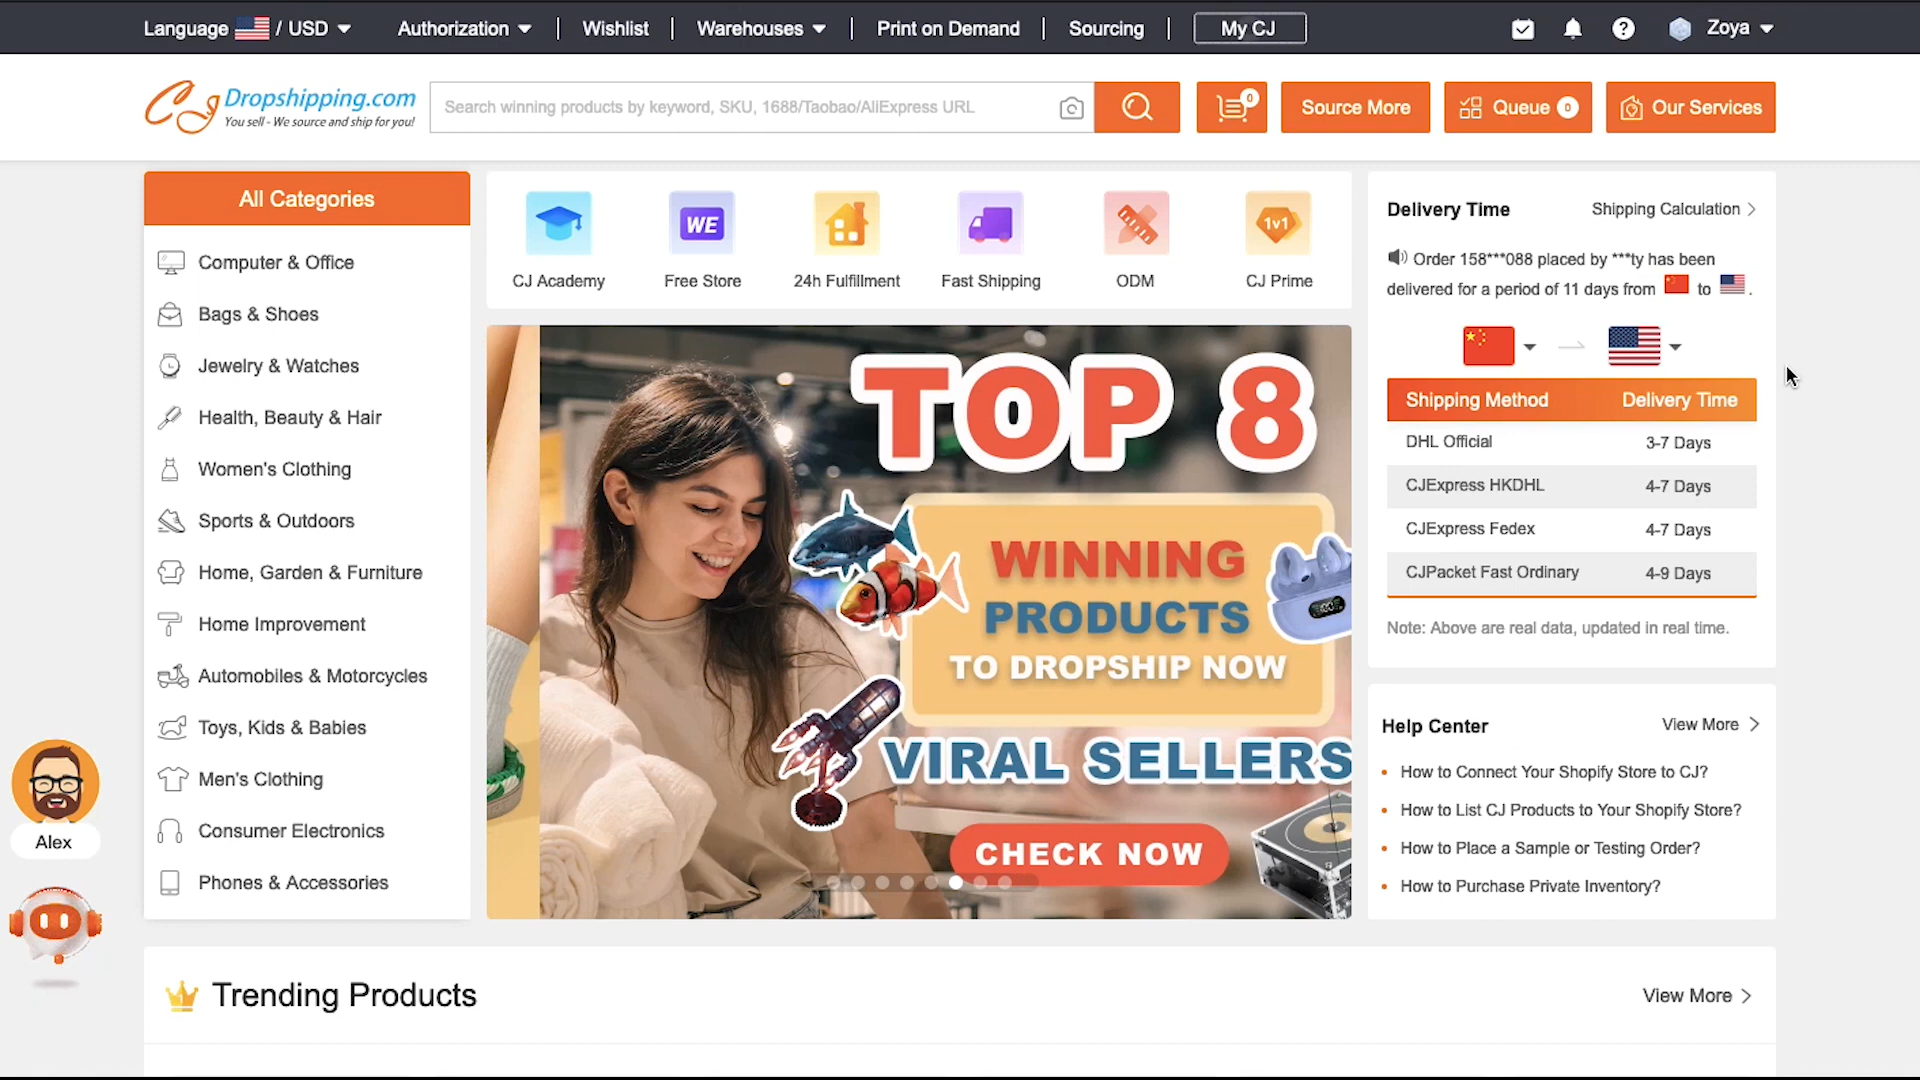 Language / USD
Authorization
Wishlist
Warehouses
Print on Demand
Sourcing
My CJ
Zoya
CJ Dropshipping.com
You sell - We source and ship for you!
Search winning products by keyword, SKU, 1688/Taobao/AliExpress URL
0
Source More
Queue 0
Our Services
All Categories
Computer & Office
Bags & Shoes
Jewelry & Watches
Health, Beauty & Hair
Women's Clothing
Sports & Outdoors
Home, Garden & Furniture
Home Improvement
Automobiles & Motorcycles
Toys, Kids & Babies
Men's Clothing
Consumer Electronics
Phones & Accessories
Alex
WE
1v1
CJ Academy
Free Store
24h Fulfillment
Fast Shipping
ODM
CJ Prime
TOP 8
WINNING
PRODUCTS
TO DROPSHIP NOW
VIRAL SELLERS
CHECK NOW
Delivery Time
Shipping Calculation
Order 158***088 placed by ***ty has been
delivered for a period of 11 days from to .
Shipping Method Delivery Time
DHL Official 3-7 Days
CJExpress HKDHL 4-7 Days
CJExpress Fedex 4-7 Days
CJPacket Fast Ordinary 4-9 Days
Note: Above are real data, updated in real time.
Help Center
View More
How to Connect Your Shopify Store to CJ?
How to List CJ Products to Your Shopify Store?
How to Place a Sample or Testing Order?
How to Purchase Private Inventory?
Trending Products
View More